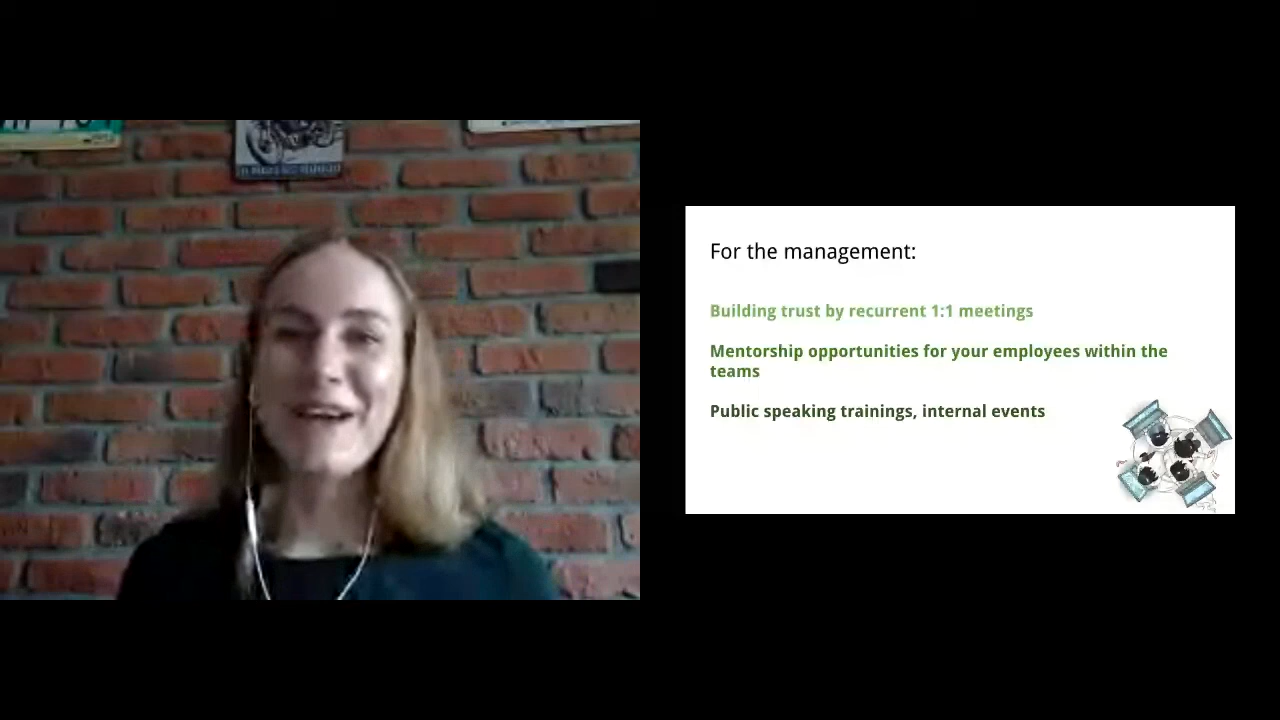 For the management:
Building trust by recurrent 1:1 meetings
Mentorship opportunities for your employees within the
teams
Public speaking trainings, internal events